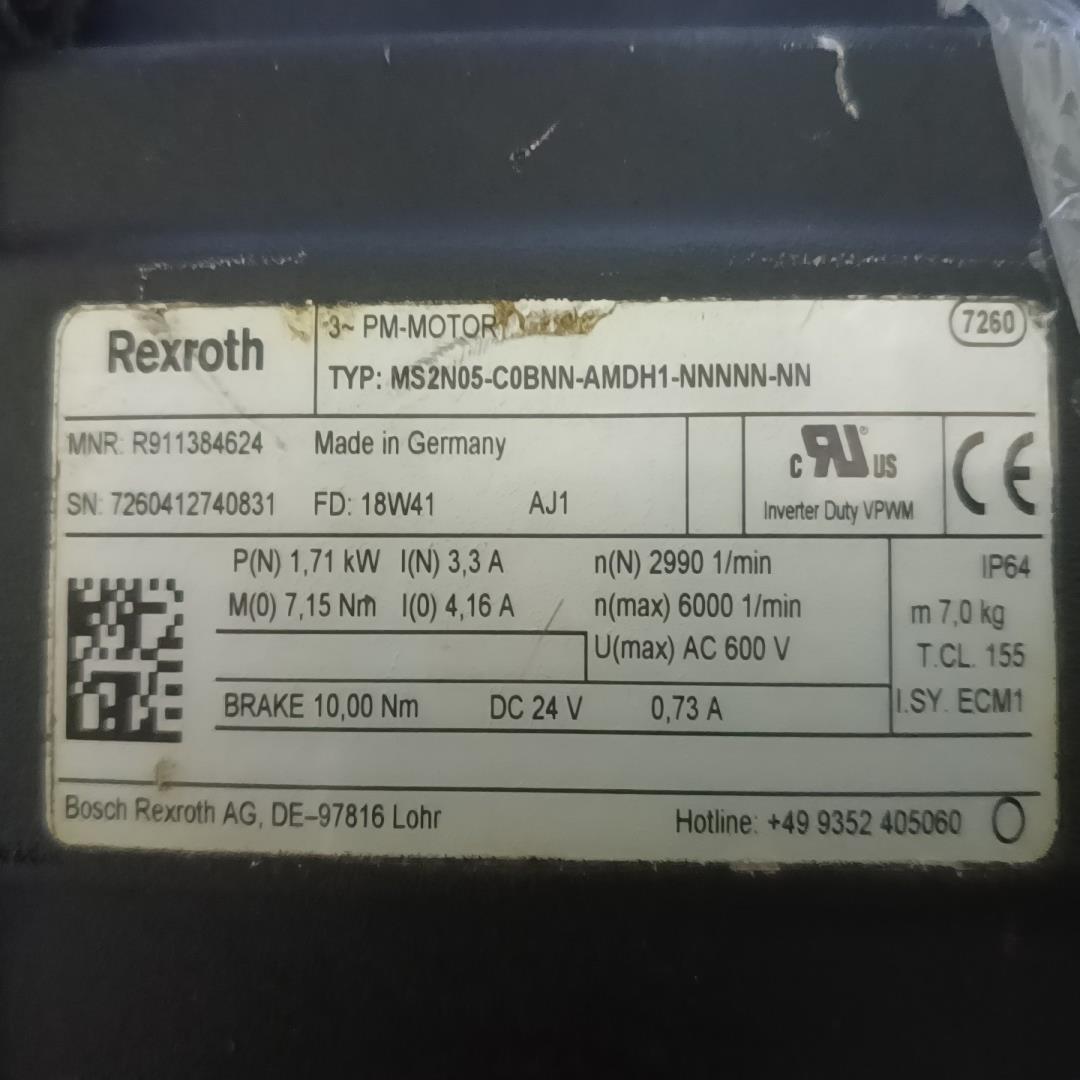 Rexroth
3~ PM-MOTOR
7260
TYP: MS2N05-C0BNN-AMDH1-NNNNN-NN
MNR: R911384624 Made in Germany
c RU® US
SN: 7260412740831 FD: 18W41 AJ1
Inverter Duty VPWM
CE
P(N) 1,71 kW I(N) 3,3 A n(N) 2990 1/min IP64
M(0) 7,15 Nm I(0) 4,16 A n(max) 6000 1/min m 7,0 kg
U(max) AC 600 V T.CL. 155
BRAKE 10,00 Nm DC 24 V 0,73 A I.SY. ECM1
Bosch Rexroth AG, DE–97816 Lohr Hotline: +49 9352 405060